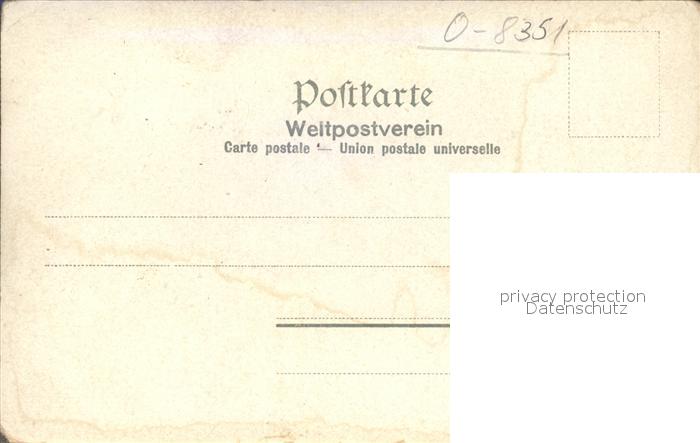 O-8351
Postkarte
Weltpostverein
Carte postale — Union postale universelle
privacy protection
Datenschutz